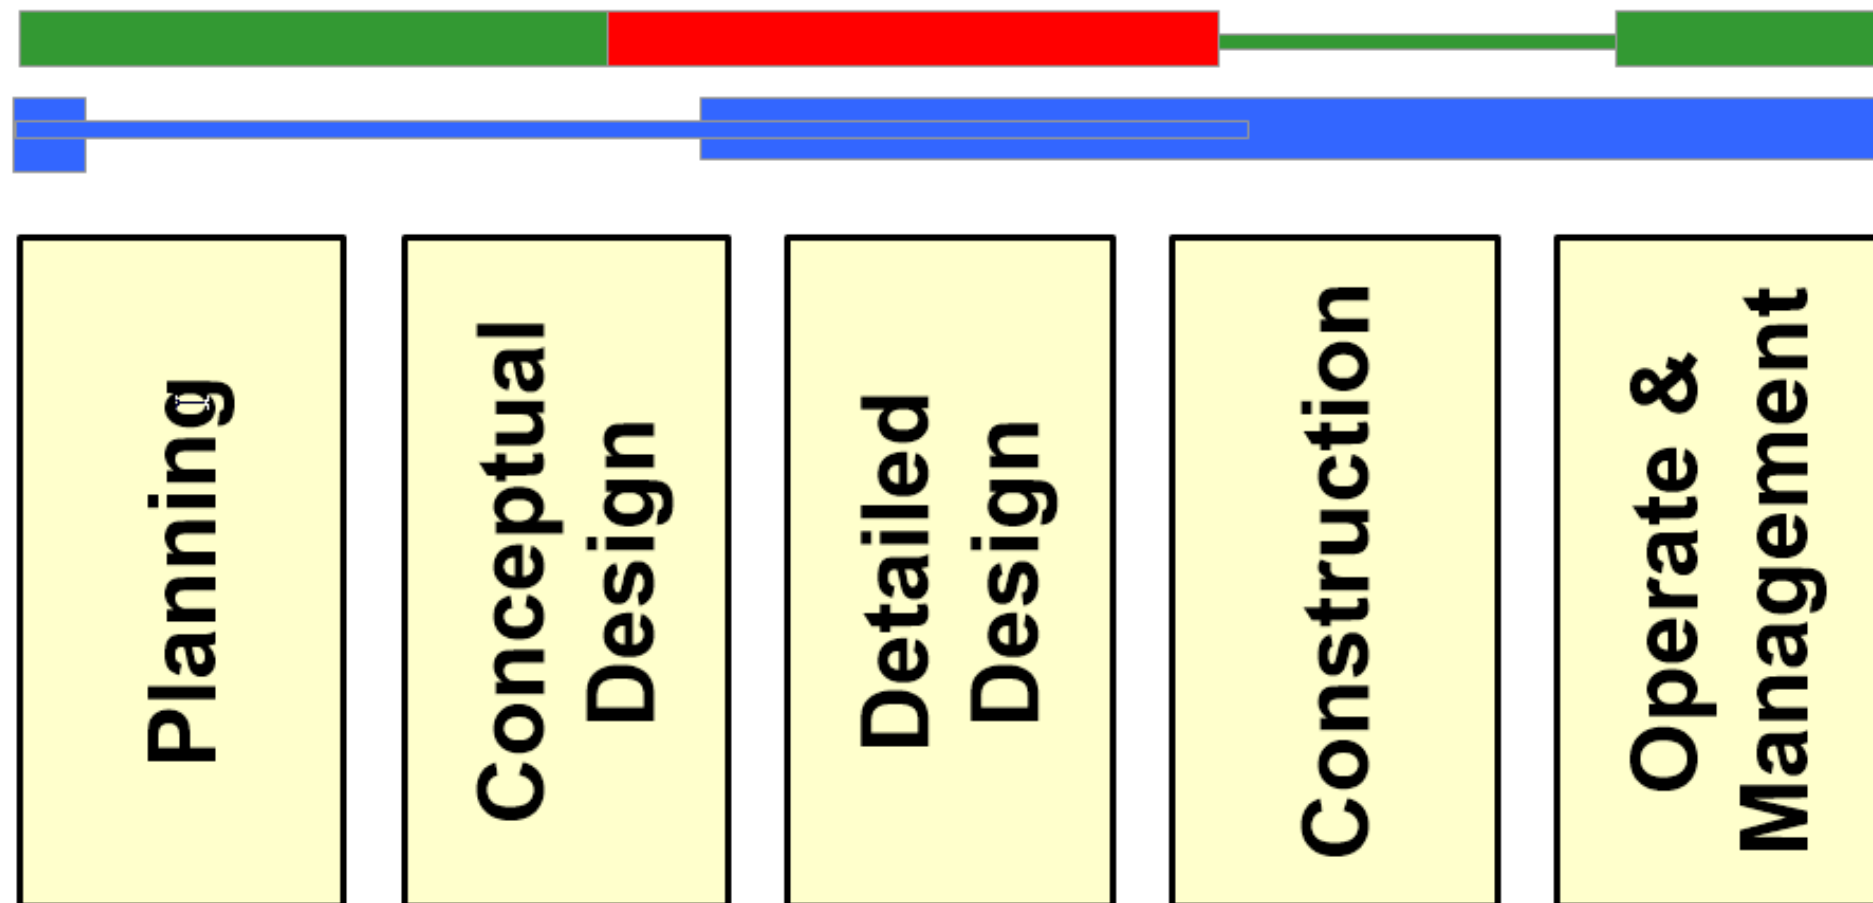 Planning
Conceptual
Design
Detailed
Design
Construction
Operate &
Management